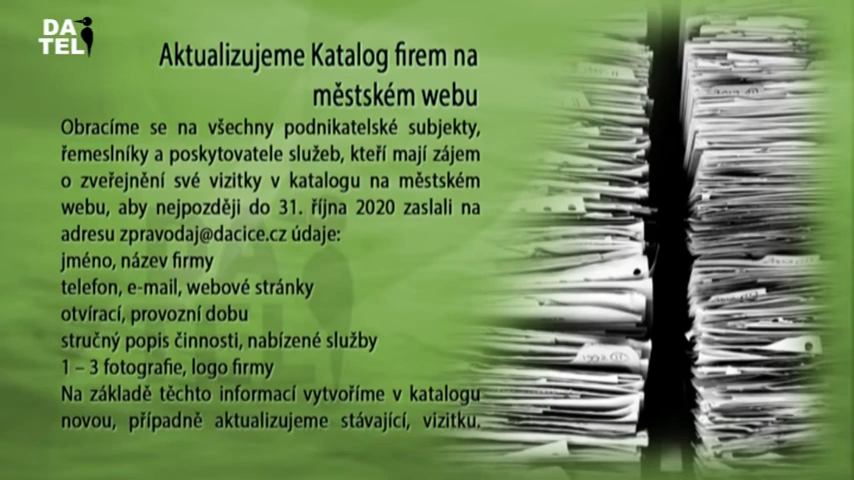 DA
TEL
Aktualizujeme Katalog firem na
městském webu
Obracíme se na všechny podnikatelské subjekty,
řemeslníky a poskytovatele služeb, kteří mají zájem
o zveřejnění své vizitky v katalogu na městském
webu, aby nejpozději do 31. října 2020 zaslali na
adresu zpravodaj@dacice.cz údaje:
jméno, název firmy
telefon, e-mail, webové stránky
otvírací, provozní dobu
stručný popis činnosti, nabízené služby
1 – 3 fotografie, logo firmy
Na základě těchto informací vytvoříme v katalogu
novou, případně aktualizujeme stávající, vizitku.